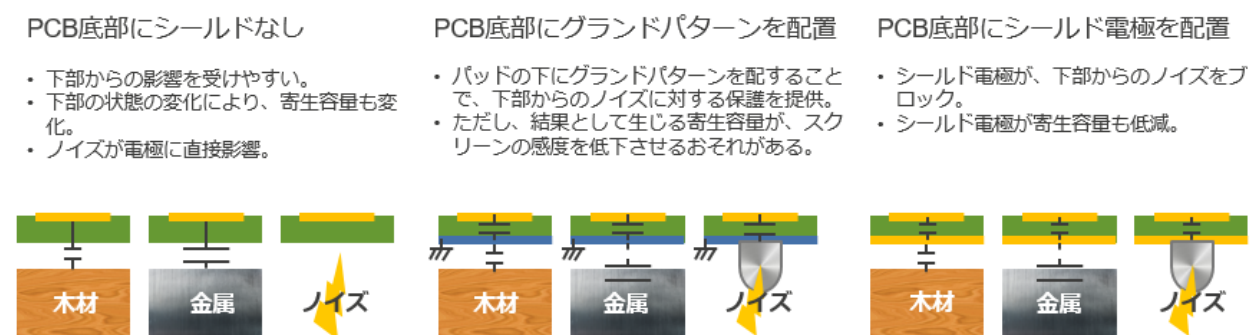 PCB底部にシールドなし
• 下部からの影響を受けやすい。
• 下部の状態の変化により、寄生容量も変
化。
• ノイズが電極に直接影響。
木材
金属
ノイズ
PCB底部にグランドパターンを配置
• パッドの下にグランドパターンを配すること
で、下部からのノイズに対する保護を提供。
• ただし、結果として生じる寄生容量が、スク
リーンの感度を低下させるおそれがある。
木材
金属
ノイズ
PCB底部にシールド電極を配置
• シールド電極が、下部からのノイズをブ
ロック。
• シールド電極が寄生容量も低減。
木材
金属
ノイズ